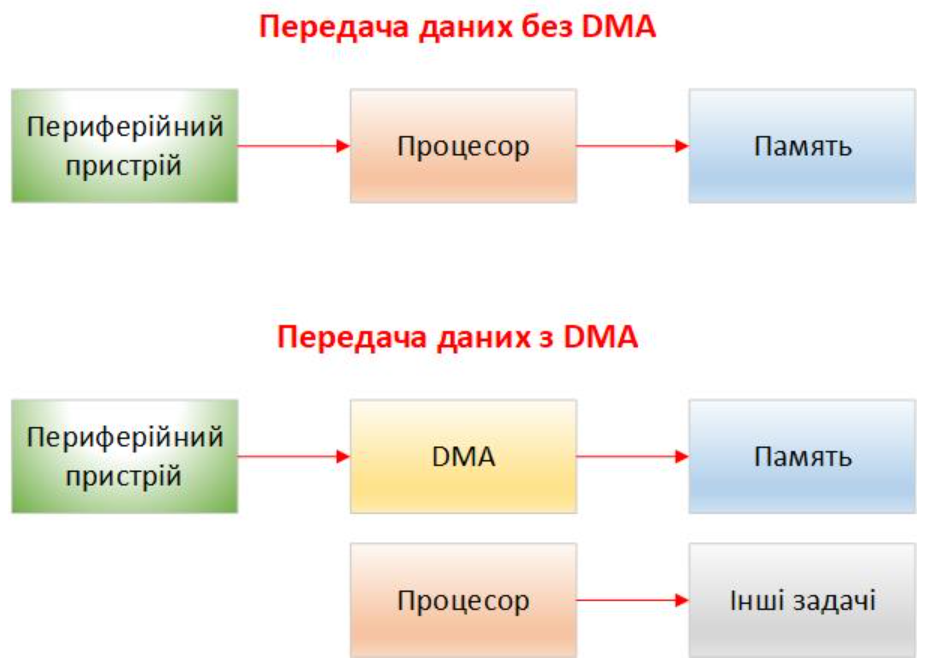 Передача даних без DMA
Периферійний
пристрій
Процесор
Память
Передача даних з DMA
Периферійний
пристрій
DMA
Память
Процесор
Інші задачі